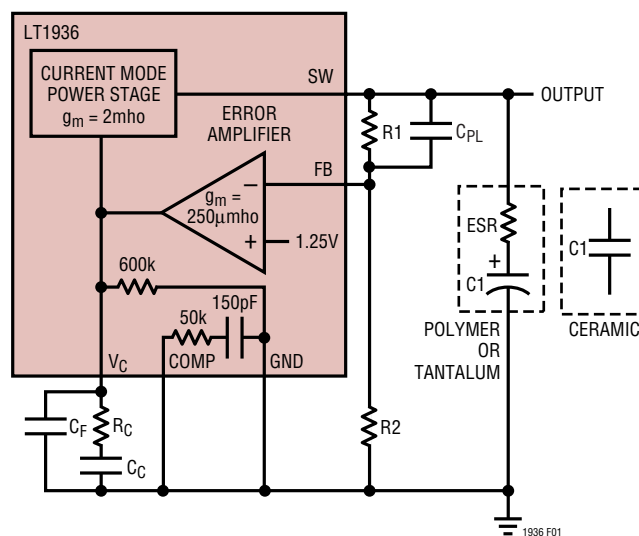 LT1936
CURRENT MODE
POWER STAGE
gm = 2mho
SW
OUTPUT
ERROR
AMPLIFIER
R1
CPL
FB
gm =
250µmho
−
+
1.25V
ESR
+
C1
C1
600k
50k
150pF
COMP
GND
VC
POLYMER
OR
TANTALUM
CERAMIC
CF
RC
CC
R2
1936 F01